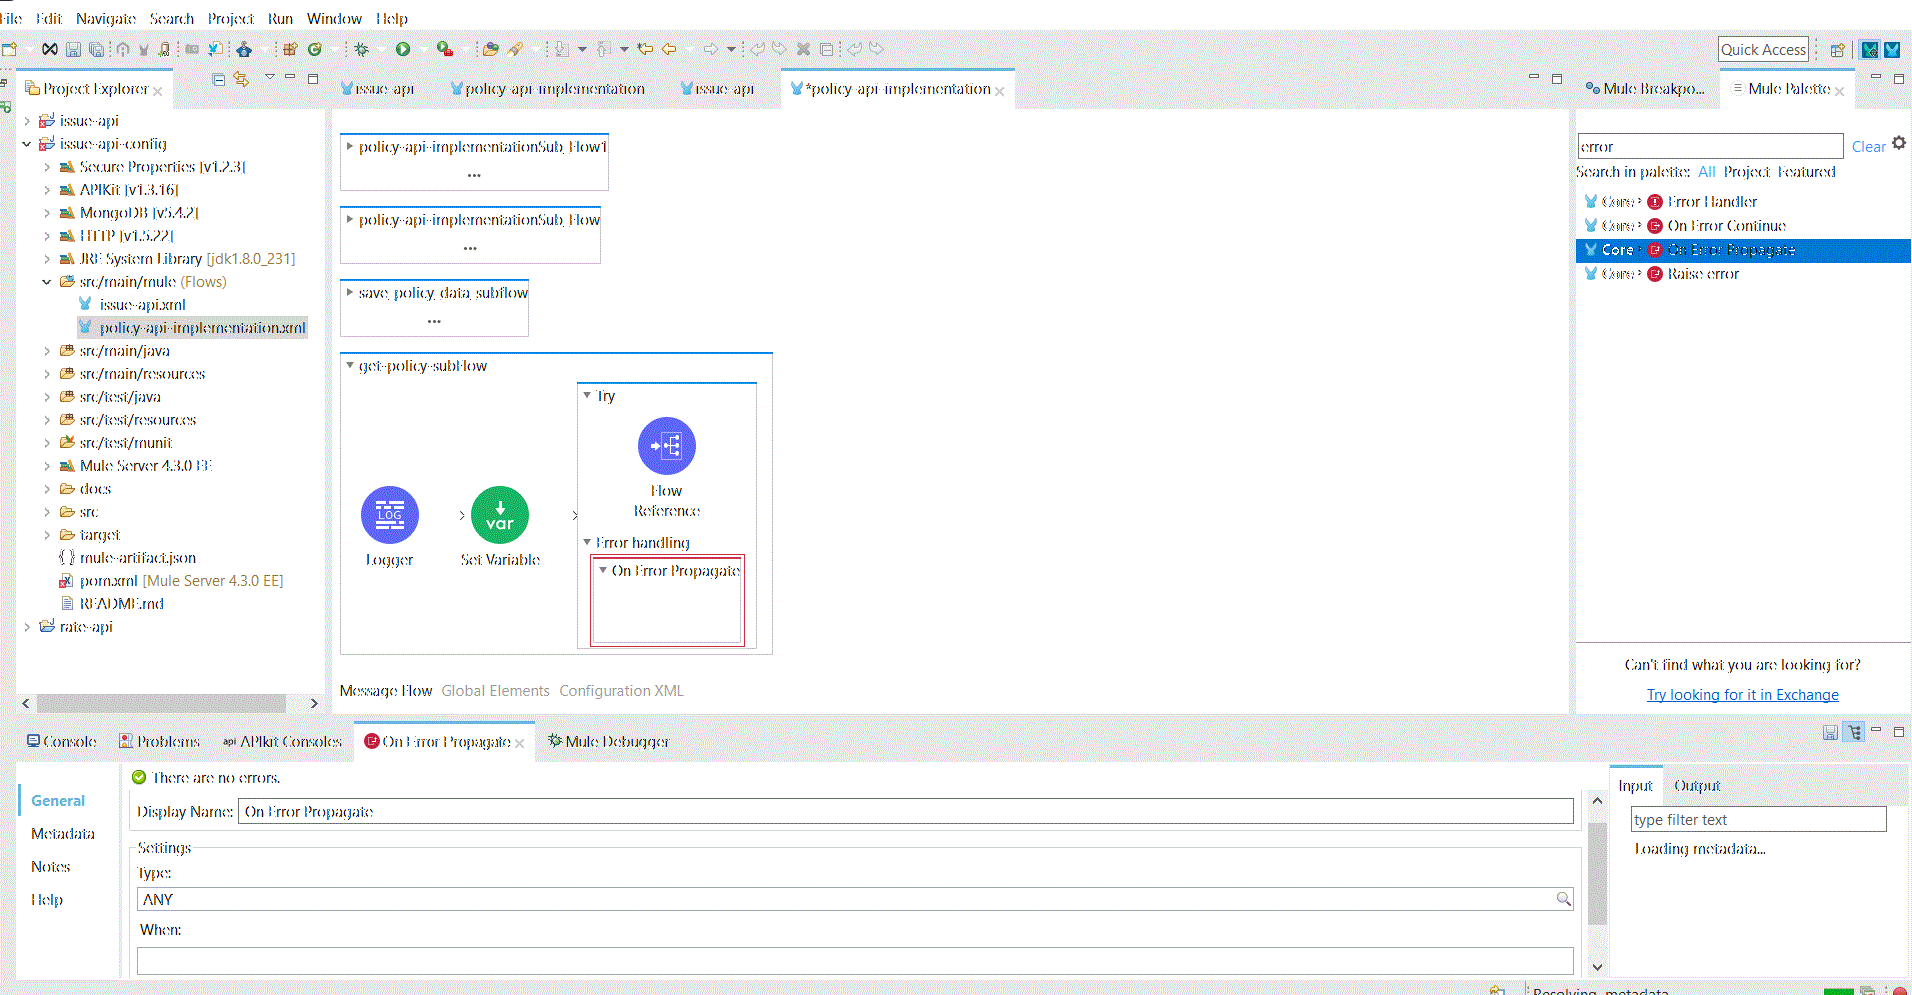 File Edit Navigate Search Project Run Window Help
Quick Access
Project Explorer
issue-api
policy-api-implementation
issue-api
*policy-api-implementation
Mule Breakpo...
Mule Palette
issue-api
issue-api-config
Secure Properties [v1.2.3]
APIKit [v1.3.16]
MongoDB [v5.4.2]
HTTP [v1.5.22]
JRE System Library [jdk1.8.0_231]
src/main/mule (Flows)
issue-api.xml
policy-api-implementation.xml
src/main/java
src/main/resources
src/test/java
src/test/resources
src/test/munit
Mule Server 4.3.0 EE
docs
src
target
mule-artifact.json
pom.xml [Mule Server 4.3.0 EE]
README.md
rate-api
policy-api-implementationSub_Flow1
...
policy-api-implementationSub_Flow
...
save_policy_data_subflow
...
get-policy-subFlow
Try
Flow
Reference
LOG
Logger
var
Set Variable
Error handling
On Error Propagate
Message Flow Global Elements Configuration XML
error
Clear
Search in palette: All Project Featured
Core Error Handler
Core On Error Continue
Core On Error Propagate
Core Raise error
Can't find what you are looking for?
Try looking for it in Exchange
Console
Problems
api APIkit Consoles
On Error Propagate
Mule Debugger
General
Metadata
Notes
Help
There are no errors.
Display Name: On Error Propagate
Settings
Type:
ANY
When:
Input Output
type filter text
Loading metadata...
Resolving metadata